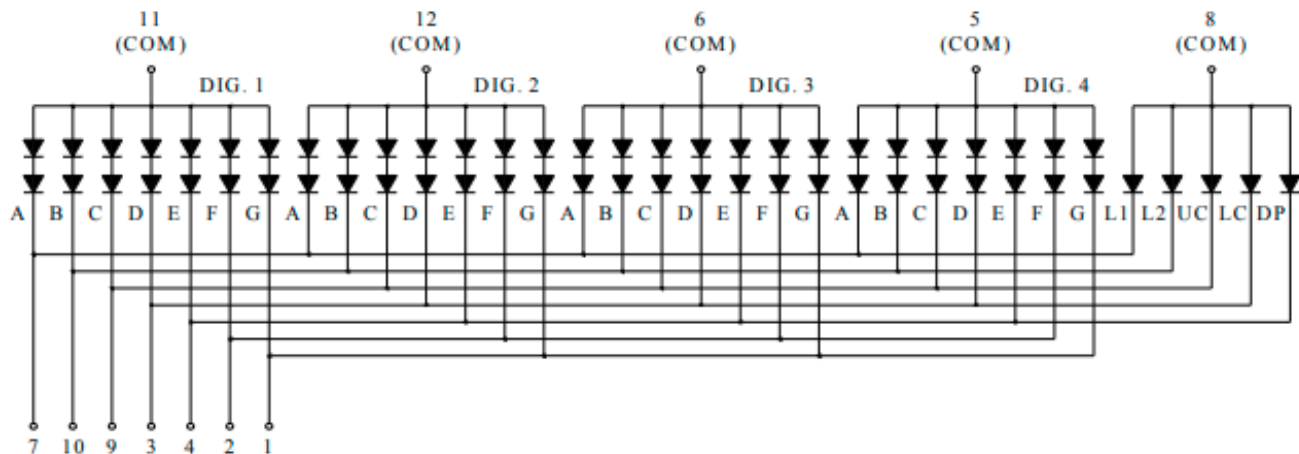 11 12 6 5 8
(COM) (COM) (COM) (COM) (COM)
DIG. 1 DIG. 2 DIG. 3 DIG. 4
A B C D E F G A B C D E F G A B C D E F G A B C D E F G L1 L2 UC LC DP
7 10 9 3 4 2 1